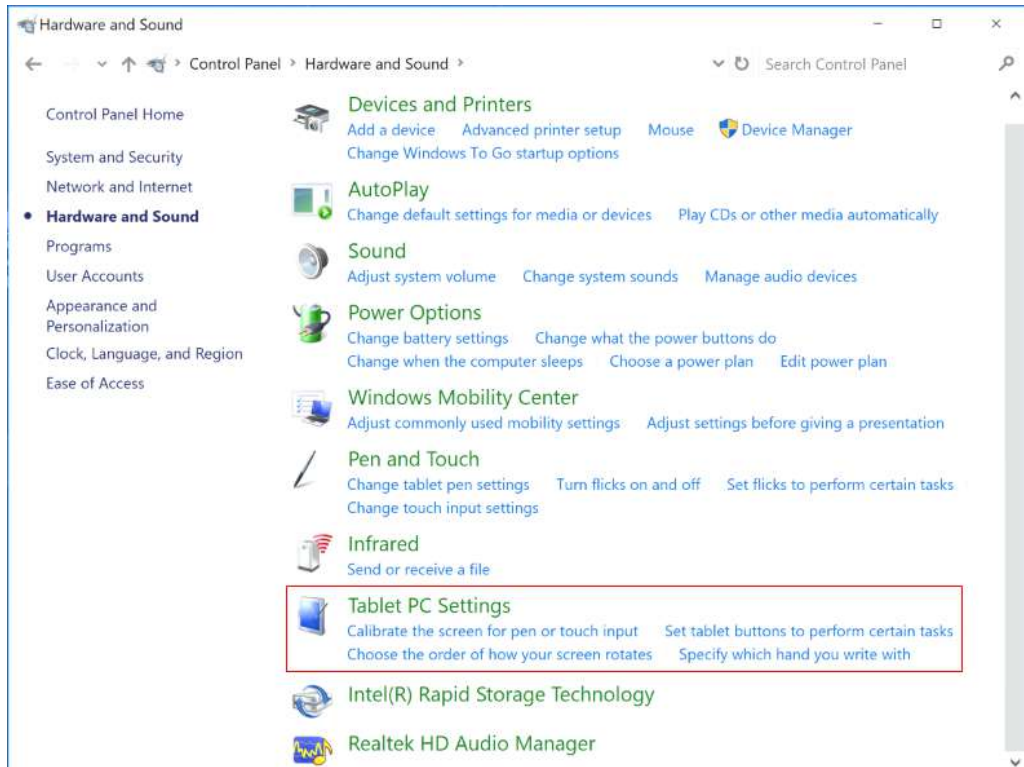 Hardware and Sound
Control Panel > Hardware and Sound > Search Control Panel
Control Panel Home
System and Security
Network and Internet
Hardware and Sound
Programs
User Accounts
Appearance and
Personalization
Clock, Language, and Region
Ease of Access
Devices and Printers
Add a device Advanced printer setup Mouse Device Manager
Change Windows To Go startup options
AutoPlay
Change default settings for media or devices Play CDs or other media automatically
Sound
Adjust system volume Change system sounds Manage audio devices
Power Options
Change battery settings Change what the power buttons do
Change when the computer sleeps Choose a power plan Edit power plan
Windows Mobility Center
Adjust commonly used mobility settings Adjust settings before giving a presentation
Pen and Touch
Change tablet pen settings Turn flicks on and off Set flicks to perform certain tasks
Change touch input settings
Infrared
Send or receive a file
Tablet PC Settings
Calibrate the screen for pen or touch input Set tablet buttons to perform certain tasks
Choose the order of how your screen rotates Specify which hand you write with
Intel(R) Rapid Storage Technology
Realtek HD Audio Manager